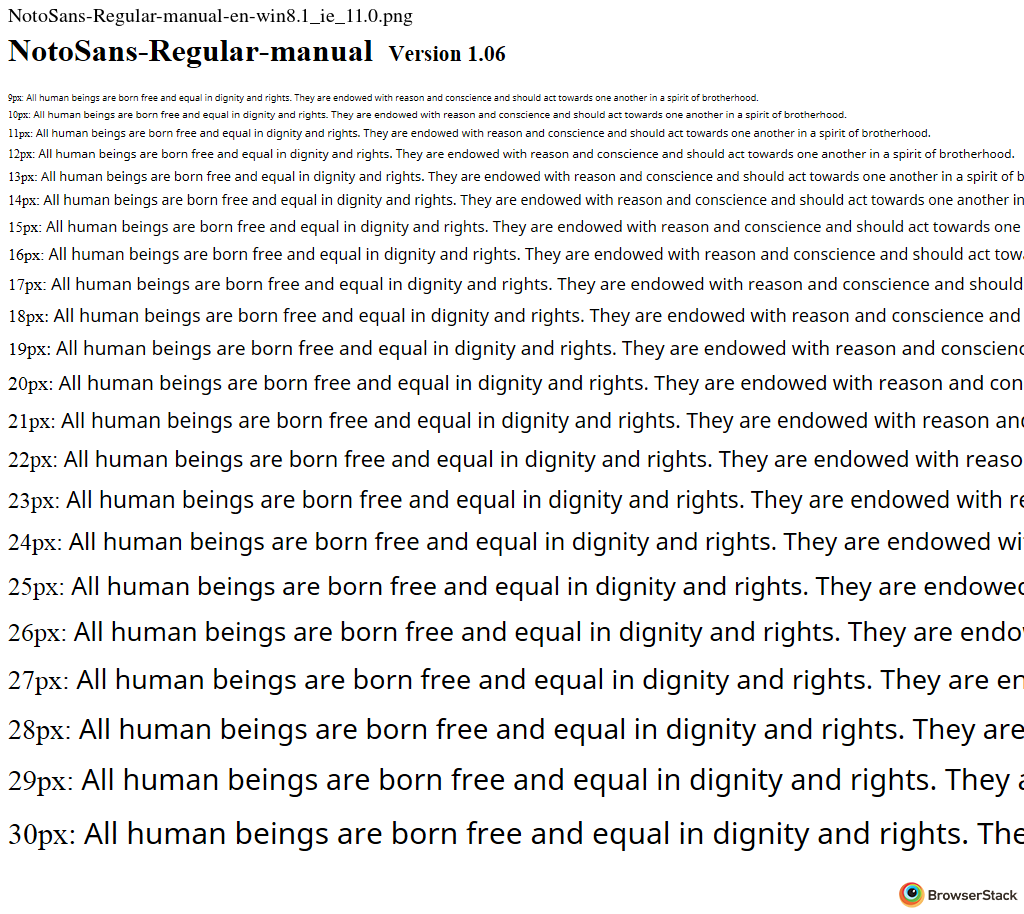 NotoSans-Regular-manual-en-win8.1_ie_11.0.png
NotoSans-Regular-manual Version 1.06
9px: All human beings are born free and equal in dignity and rights. They are endowed with reason and conscience and should act towards one another in a spirit of brotherhood.
10px: All human beings are born free and equal in dignity and rights. They are endowed with reason and conscience and should act towards one another in a spirit of brotherhood.
11px: All human beings are born free and equal in dignity and rights. They are endowed with reason and conscience and should act towards one another in a spirit of brotherhood.
12px: All human beings are born free and equal in dignity and rights. They are endowed with reason and conscience and should act towards one another in a spirit of brotherhood.
13px: All human beings are born free and equal in dignity and rights. They are endowed with reason and conscience and should act towards one another in a spirit of b
14px: All human beings are born free and equal in dignity and rights. They are endowed with reason and conscience and should act towards one another in
15px: All human beings are born free and equal in dignity and rights. They are endowed with reason and conscience and should act towards one
16px: All human beings are born free and equal in dignity and rights. They are endowed with reason and conscience and should act tow
17px: All human beings are born free and equal in dignity and rights. They are endowed with reason and conscience and should
18px: All human beings are born free and equal in dignity and rights. They are endowed with reason and conscience and
19px: All human beings are born free and equal in dignity and rights. They are endowed with reason and conscienc
20px: All human beings are born free and equal in dignity and rights. They are endowed with reason and con
21px: All human beings are born free and equal in dignity and rights. They are endowed with reason and
22px: All human beings are born free and equal in dignity and rights. They are endowed with reaso
23px: All human beings are born free and equal in dignity and rights. They are endowed with re
24px: All human beings are born free and equal in dignity and rights. They are endowed wi
25px: All human beings are born free and equal in dignity and rights. They are endowed
26px: All human beings are born free and equal in dignity and rights. They are endo
27px: All human beings are born free and equal in dignity and rights. They are en
28px: All human beings are born free and equal in dignity and rights. They are
29px: All human beings are born free and equal in dignity and rights. They a
30px: All human beings are born free and equal in dignity and rights. The
BrowserStack